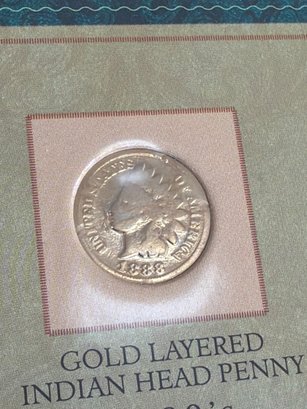 UNITED STATES OF AMERICA
1888
GOLD LAYERED
INDIAN HEAD PENNY